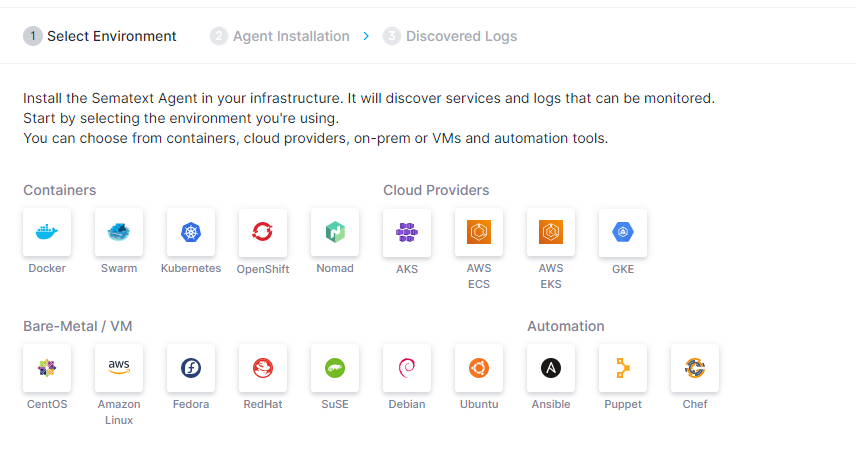 1 Select Environment 2 Agent Installation 3 Discovered Logs
Install the Sematext Agent in your infrastructure. It will discover services and logs that can be monitored.
Start by selecting the environment you're using.
You can choose from containers, cloud providers, on-prem or VMs and automation tools.
Containers
Docker Swarm Kubernetes OpenShift Nomad
Cloud Providers
AKS AWS ECS AWS EKS GKE
Bare-Metal / VM
aws
CentOS Amazon Linux Fedora RedHat SuSE Debian Ubuntu
Automation
Ansible Puppet Chef